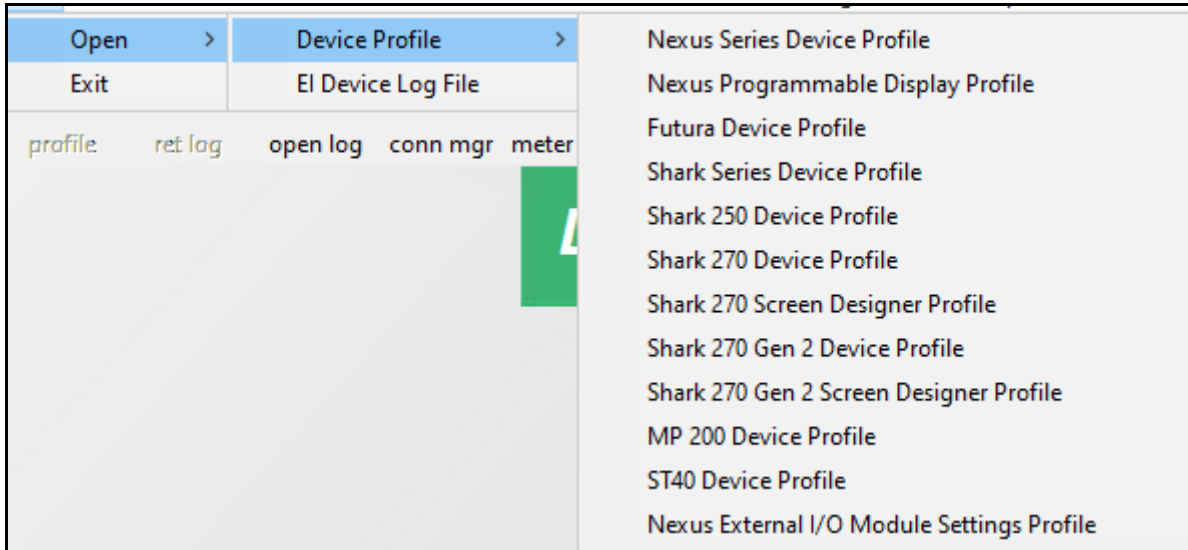 Open > Device Profile > Nexus Series Device Profile
Exit EI Device Log File Nexus Programmable Display Profile
Futura Device Profile
profile ret log open log conn mgr meter
Shark Series Device Profile
Shark 250 Device Profile
Shark 270 Device Profile
Shark 270 Screen Designer Profile
Shark 270 Gen 2 Device Profile
Shark 270 Gen 2 Screen Designer Profile
MP 200 Device Profile
ST40 Device Profile
Nexus External I/O Module Settings Profile